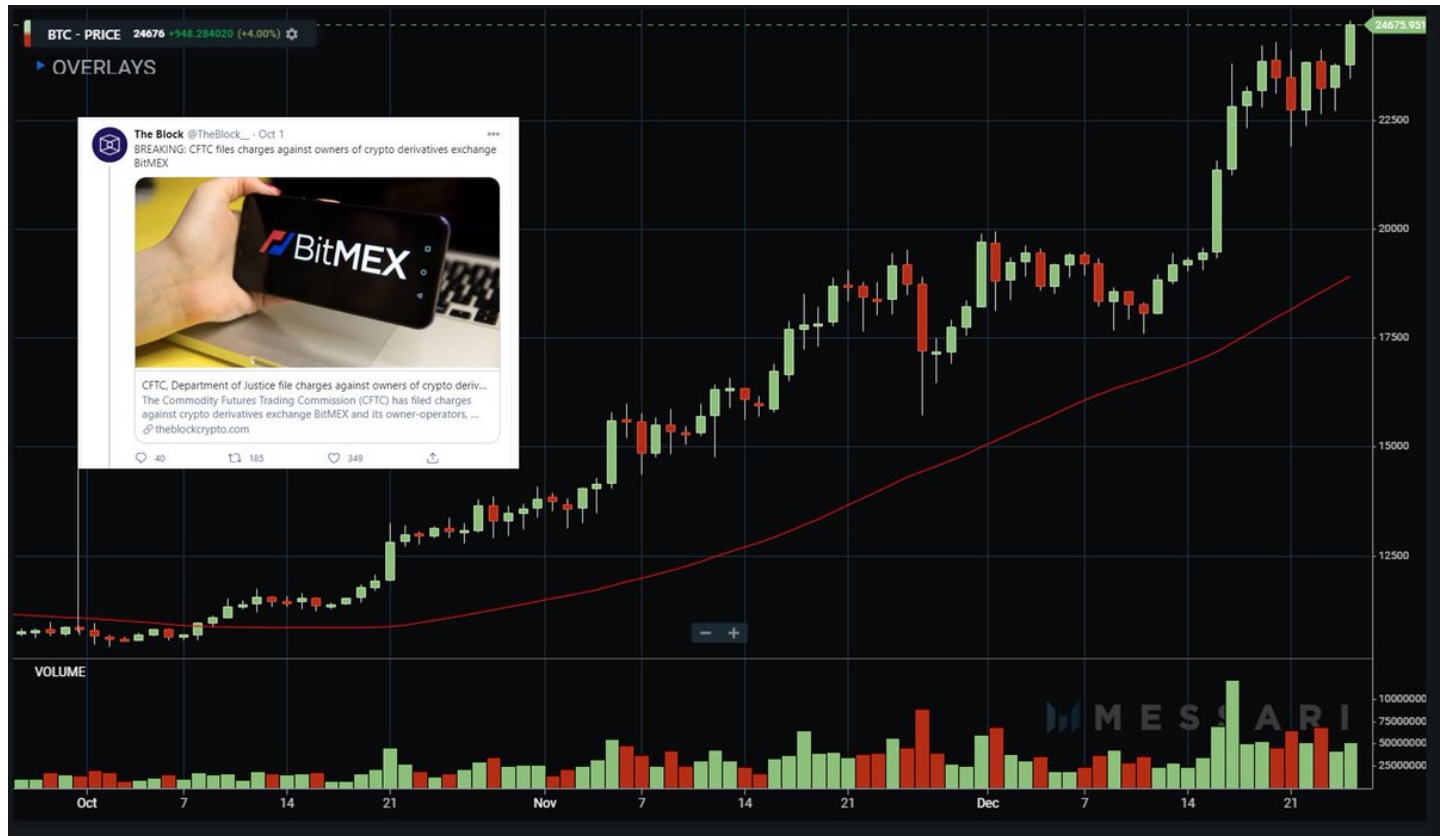 BTC - PRICE 24676 +948.284020 (+4.00%)
OVERLAYS
24675.951
The Block @TheBlock__ · Oct 1
BREAKING: CFTC files charges against owners of crypto derivatives exchange
BitMEX
BitMEX
CFTC, Department of Justice file charges against owners of crypto deriv...
The Commodity Futures Trading Commission (CFTC) has filed charges
against crypto derivatives exchange BitMEX and its owner-operators, ...
theblockcrypto.com
40 185 349
22500
20000
17500
15000
12500
VOLUME
MESSARI
10000000
75000000
50000000
25000000
Oct 7 14 21 Nov 7 14 21 Dec 7 14 21